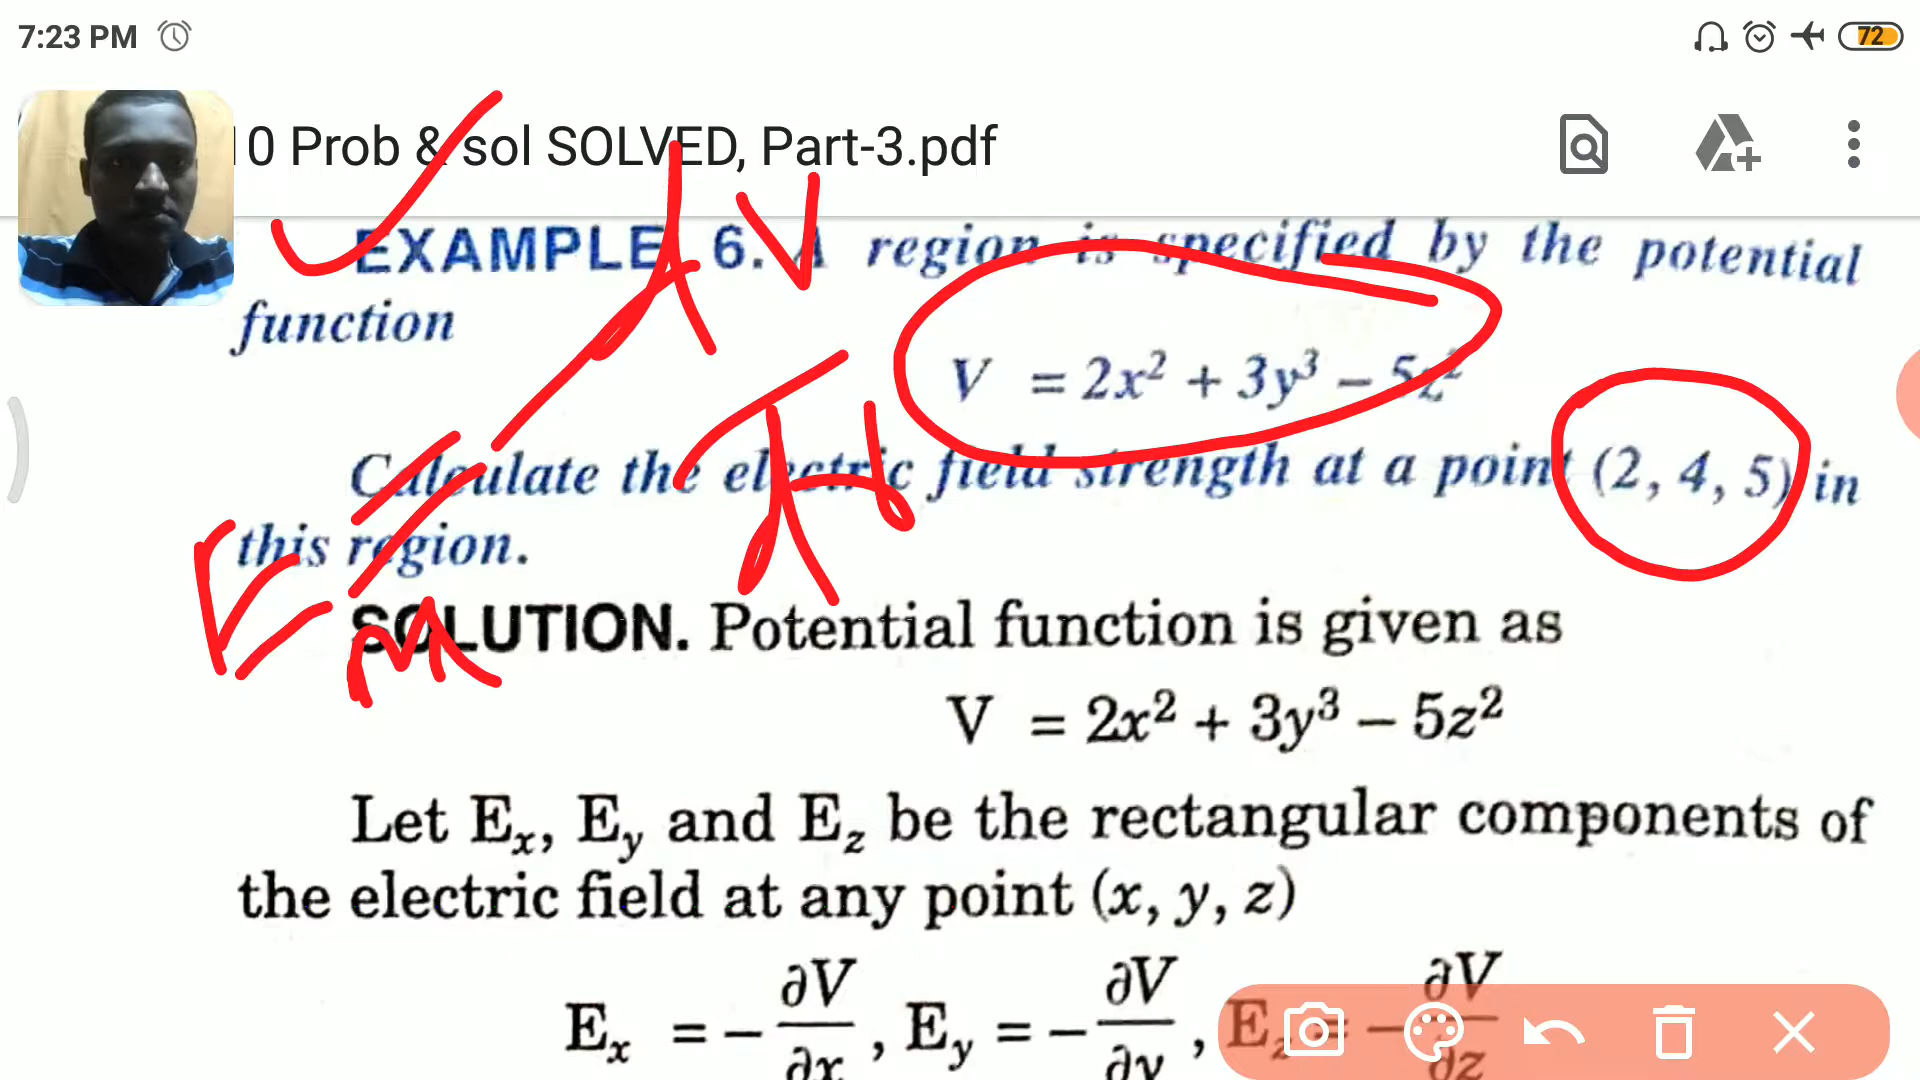 7:23 PM 72
10 Prob & sol SOLVED, Part-3.pdf
EXAMPLE 6. A region is specified by the potential
function
V = 2x² + 3y³ – 5z²
Calculate the electric field strength at a point (2, 4, 5) in
this region.
dV
E
SOLUTION. Potential function is given as
V = 2x² + 3y³ – 5z²
Let Eₓ, E_y and E_z be the rectangular components of
the electric field at any point (x, y, z)
Eₓ = – ∂V/∂x, E_y = – ∂V/∂y, E_z = – ∂V/∂z